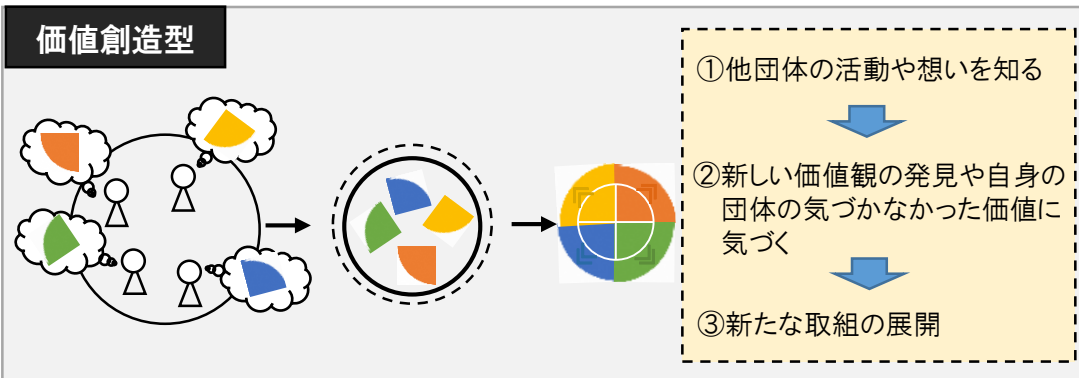 価値創造型
①他団体の活動や想いを知る
②新しい価値観の発見や自身の
団体の気づかなかった価値に
気づく
③新たな取組の展開